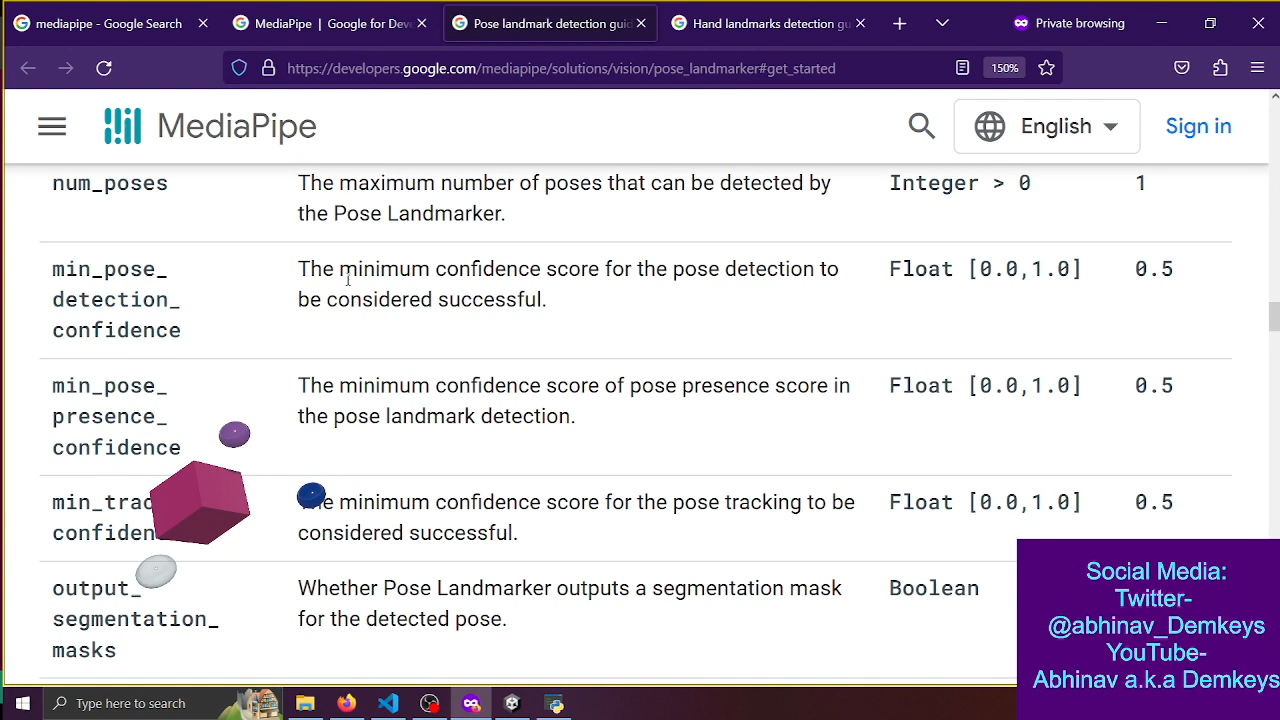 mediapipe - Google Search
MediaPipe | Google for Dev
Pose landmark detection guid
Hand landmarks detection gu
Private browsing
https://developers.google.com/mediapipe/solutions/vision/pose_landmarker#get_started
150%
MediaPipe
English
Sign in
num_poses
The maximum number of poses that can be detected by
the Pose Landmarker.
Integer > 0
1
min_pose_
detection_
confidence
The minimum confidence score for the pose detection to
be considered successful.
Float [0.0,1.0]
0.5
min_pose_
presence_
confidence
The minimum confidence score of pose presence score in
the pose landmark detection.
Float [0.0,1.0]
0.5
min_trac
confiden
The minimum confidence score for the pose tracking to be
considered successful.
Float [0.0,1.0]
0.5
output_
segmentation_
masks
Whether Pose Landmarker outputs a segmentation mask
for the detected pose.
Boolean
Social Media:
Twitter-
@abhinav_Demkeys
YouTube-
Abhinav a.k.a Demkeys
Type here to search